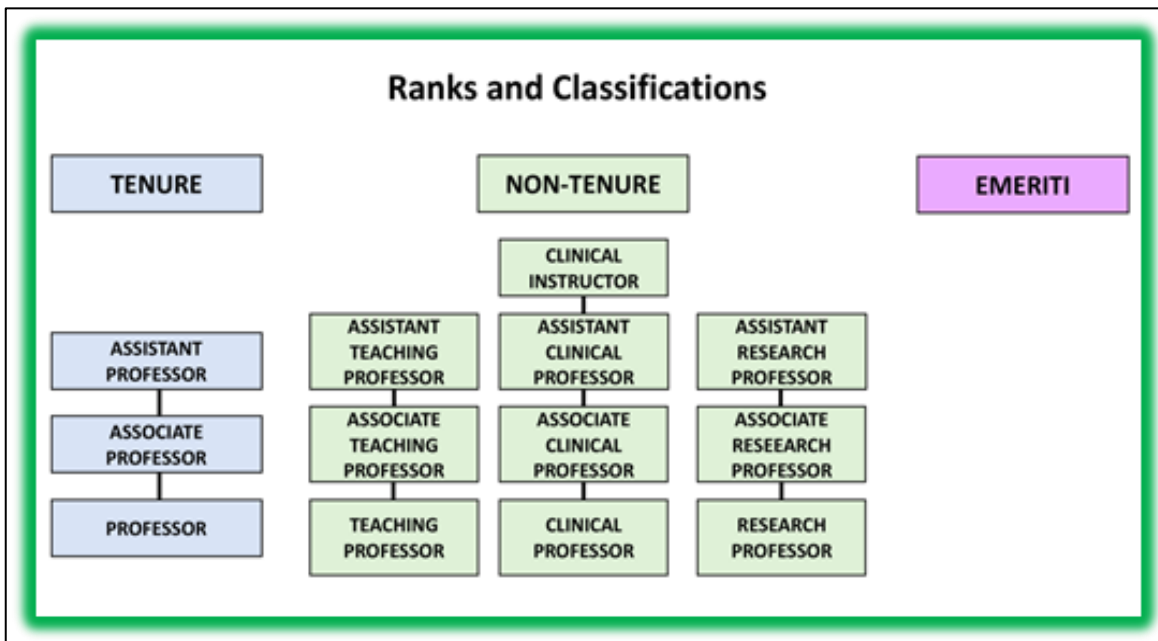 Ranks and Classifications
TENURE
NON-TENURE
EMERITI
ASSISTANT
PROFESSOR
ASSOCIATE
PROFESSOR
PROFESSOR
ASSISTANT
TEACHING
PROFESSOR
ASSOCIATE
TEACHING
PROFESSOR
TEACHING
PROFESSOR
CLINICAL
INSTRUCTOR
ASSISTANT
CLINICAL
PROFESSOR
ASSOCIATE
CLINICAL
PROFESSOR
CLINICAL
PROFESSOR
ASSISTANT
RESEARCH
PROFESSOR
ASSOCIATE
RESEEARCH
PROFESSOR
RESEARCH
PROFESSOR